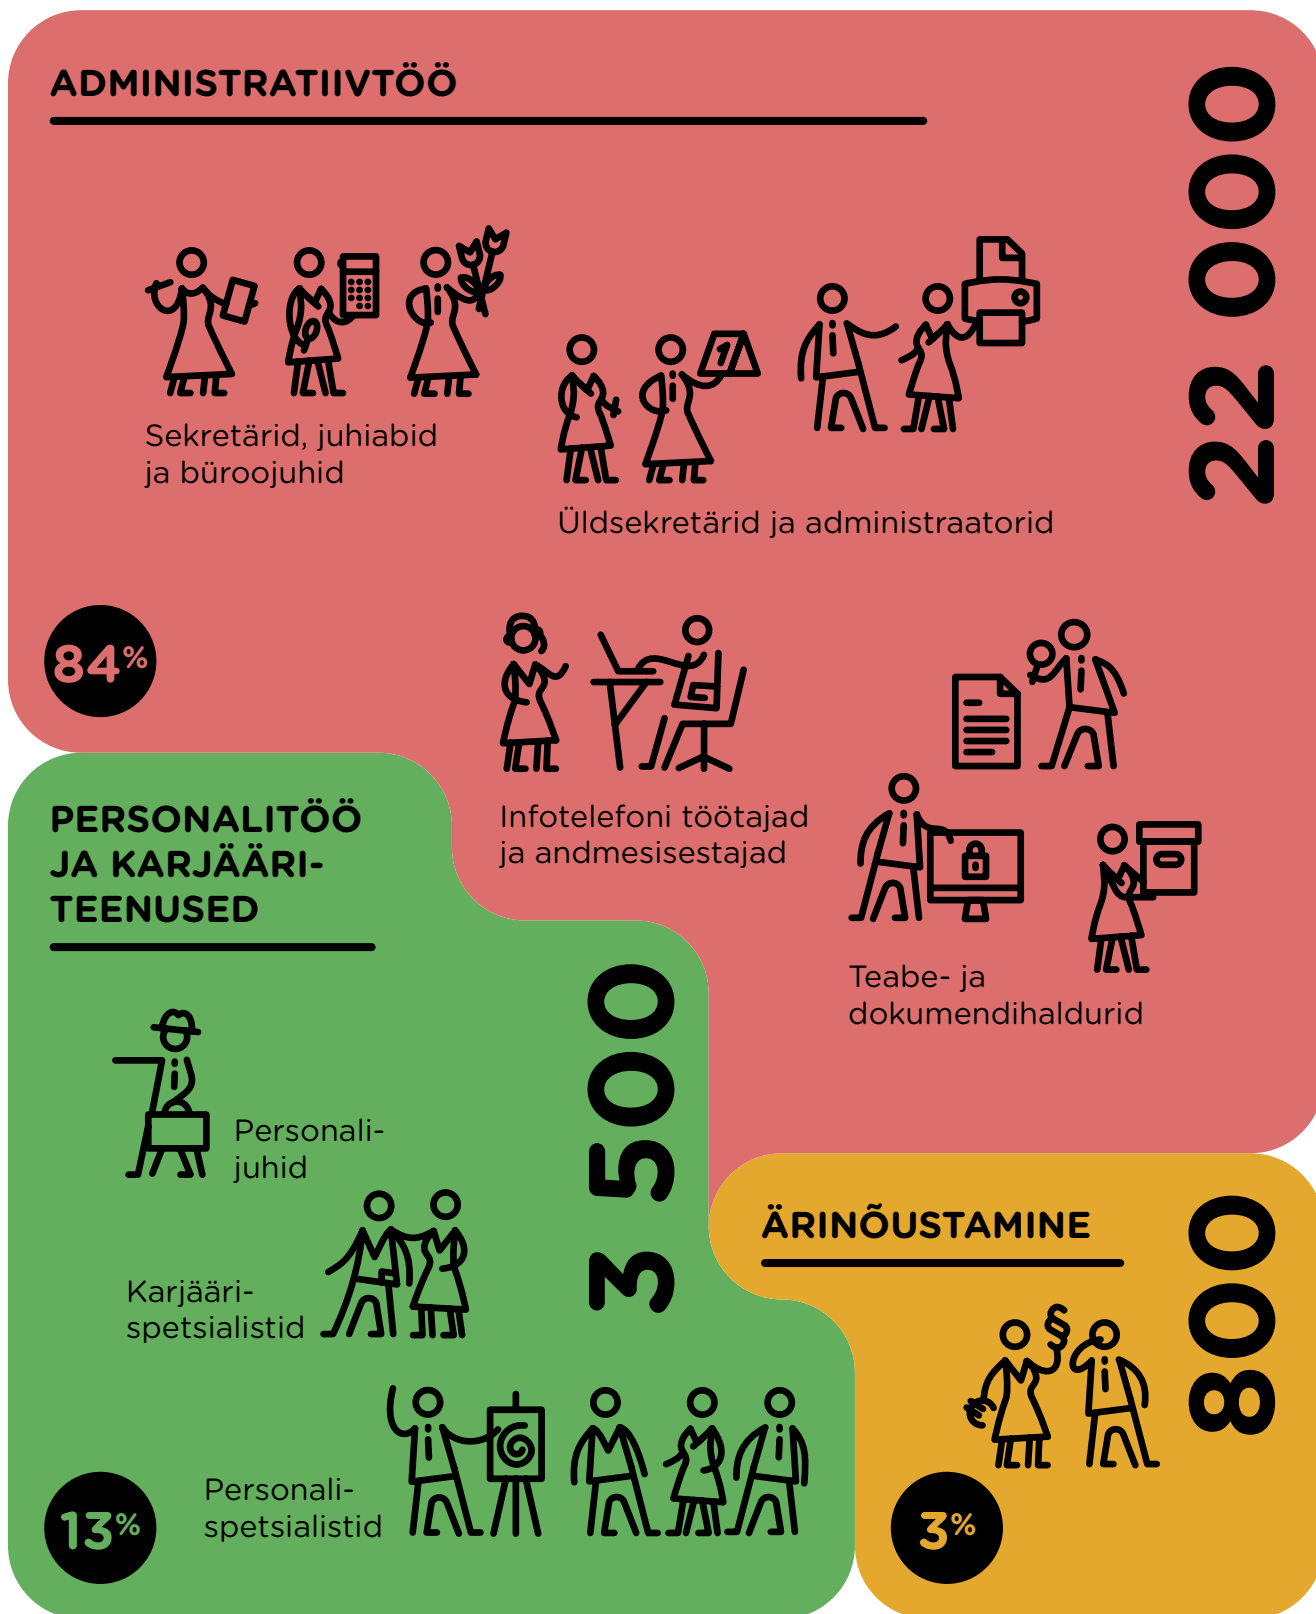 ADMINISTRATIIVTÖÖ
22 000
Sekretärid, juhiabid
ja büroojuhid
1
Üldsekretärid ja administraatorid
84%
Infotelefoni töötajad
ja andmesisestajad
Teabe- ja
dokumendihaldurid
PERSONALITÖÖ
JA KARJÄÄRI-
TEENUSED
3 500
Personali-
juhid
Karjääri-
spetsialistid
Personali-
spetsialistid
13%
ÄRINÕUSTAMINE
800
§
3%